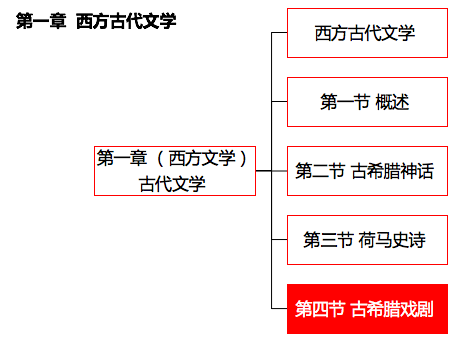 第一章 西方古代文学
西方古代文学
第一节 概述
第一章（西方文学）
古代文学
第二节 古希腊神话
第三节 荷马史诗
第四节 古希腊戏剧